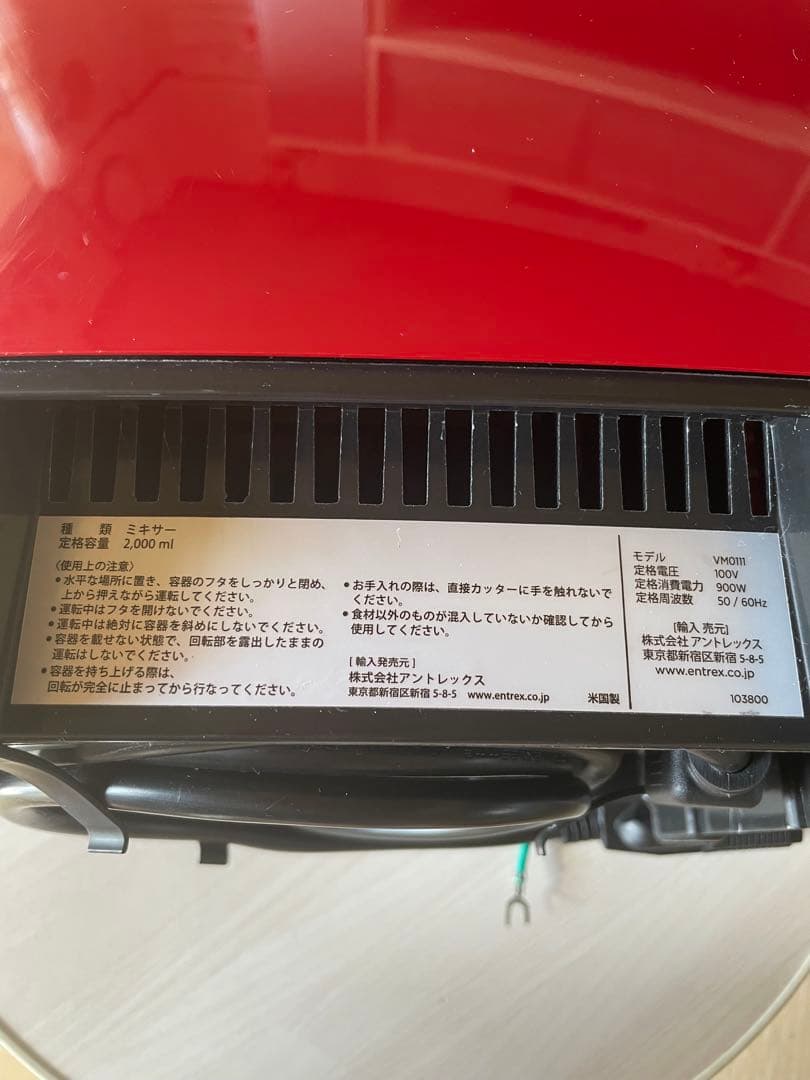 種　類　ミキサー
定格容量　2,000 ml
〈使用上の注意〉
●水平な場所に置き、容器のフタをしっかりと閉め、
上から押えながら運転してください。
●運転中はフタを開けないでください。
●運転中は絶対に容器を斜めにしないでください。
●容器を載せない状態で、回転部を露出したままの
運転はしないでください。
●容器を持ち上げる際は、
回転が完全に止まってから行なってください。
●お手入れの際は、直接カッターに手を触れないで
ください。
●食材以外のものが混入していないか確認してから
使用してください。
[ 輸入発売元 ]
株式会社アントレックス
東京都新宿区新宿 5-8-5　www.entrex.co.jp　米国製
モデル　VM0111
定格電圧　100V
定格消費電力　900W
定格周波数　50 / 60Hz
[輸入 売元]
株式会社 アントレックス
東京都新宿区新宿 5-8-5
www.entrex.co.jp
103800